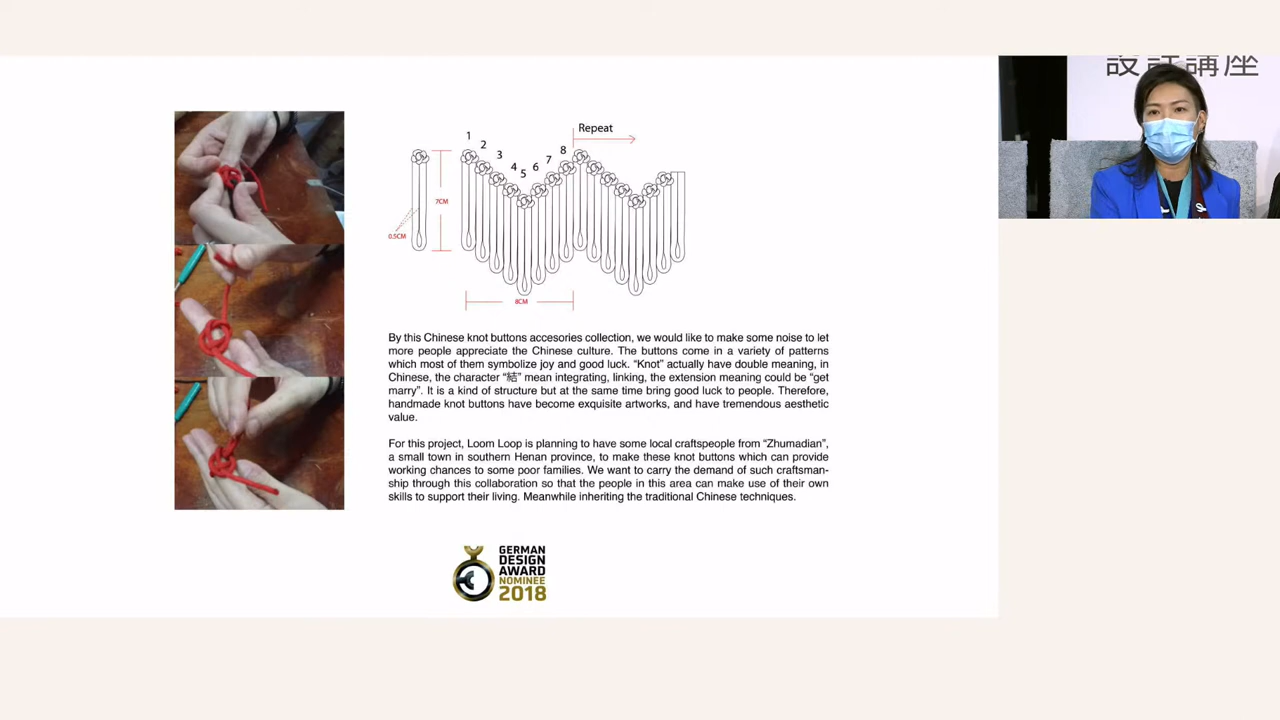 設計講座
Repeat
1
2
3
4
5
6
7
8
7CM
0.5CM
8CM
By this Chinese knot buttons accesories collection, we would like to make some noise to let
more people appreciate the Chinese culture. The buttons come in a variety of patterns
which most of them symbolize joy and good luck. “Knot” actually have double meaning, in
Chinese, the character “結” mean integrating, linking, the extension meaning could be “get
marry”. It is a kind of structure but at the same time bring good luck to people. Therefore,
handmade knot buttons have become exquisite artworks, and have tremendous aesthetic
value.
For this project, Loom Loop is planning to have some local craftspeople from “Zhumadian”,
a small town in southern Henan province, to make these knot buttons which can provide
working chances to some poor families. We want to carry the demand of such craftsman-
ship through this collaboration so that the people in this area can make use of their own
skills to support their living. Meanwhile inheriting the traditional Chinese techniques.
GERMAN
DESIGN
AWARD
NOMINEE
2018